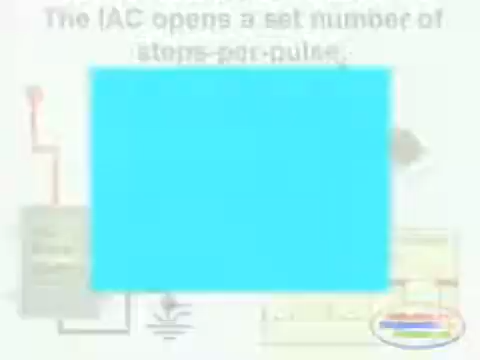 The IAC opens a set number of
steps-per-pulse.